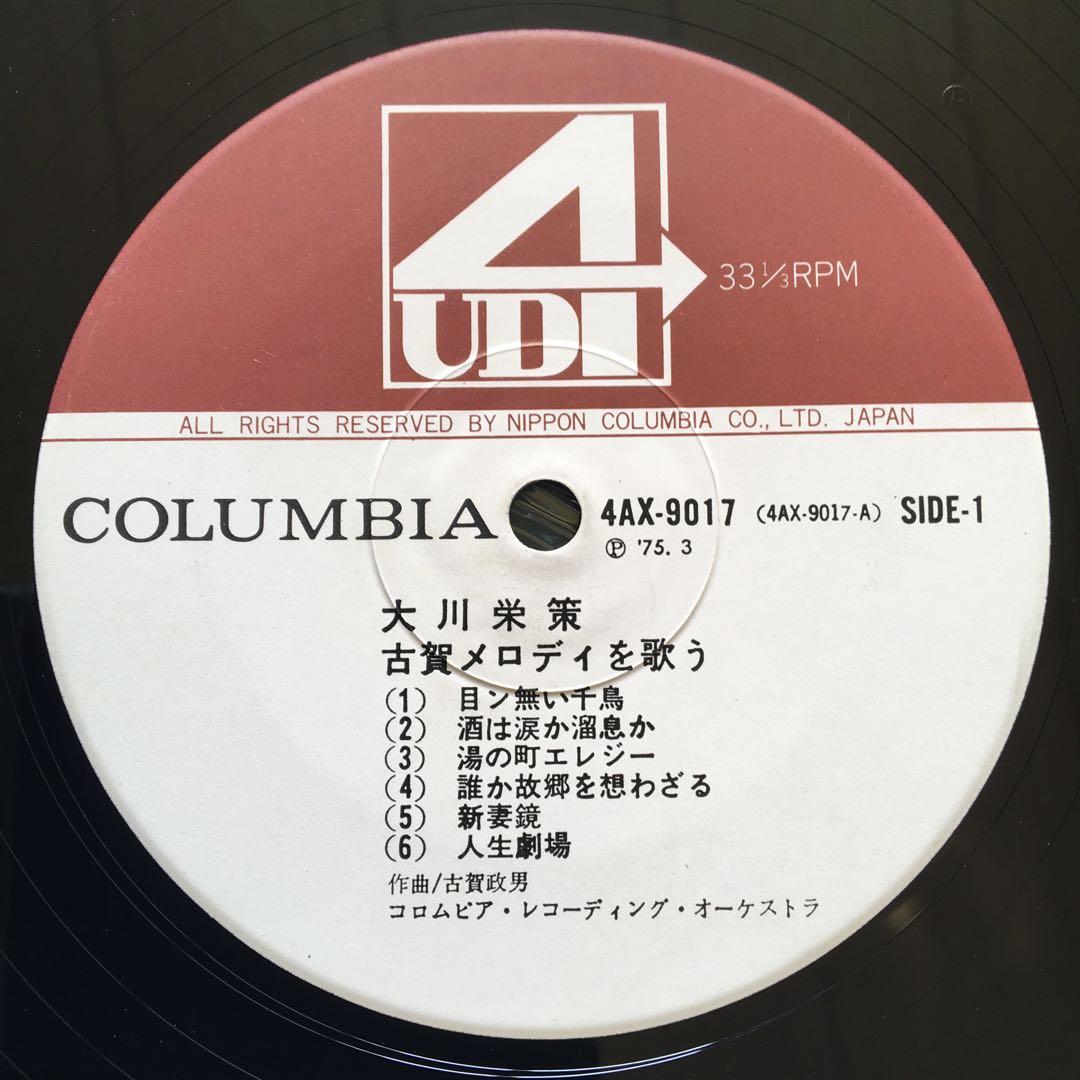 4
UDI
33 1/3 RPM
ALL RIGHTS RESERVED BY NIPPON COLUMBIA CO., LTD. JAPAN
COLUMBIA 4AX-9017 (4AX-9017-A) SIDE-1
Ⓟ '75. 3
大川栄策
古賀メロディを歌う
(1) 目ン無い千鳥
(2) 酒は涙か溜息か
(3) 湯の町エレジー
(4) 誰か故郷を想わざる
(5) 新妻鏡
(6) 人生劇場
作曲/古賀政男
コロムビア・レコーディング・オーケストラ